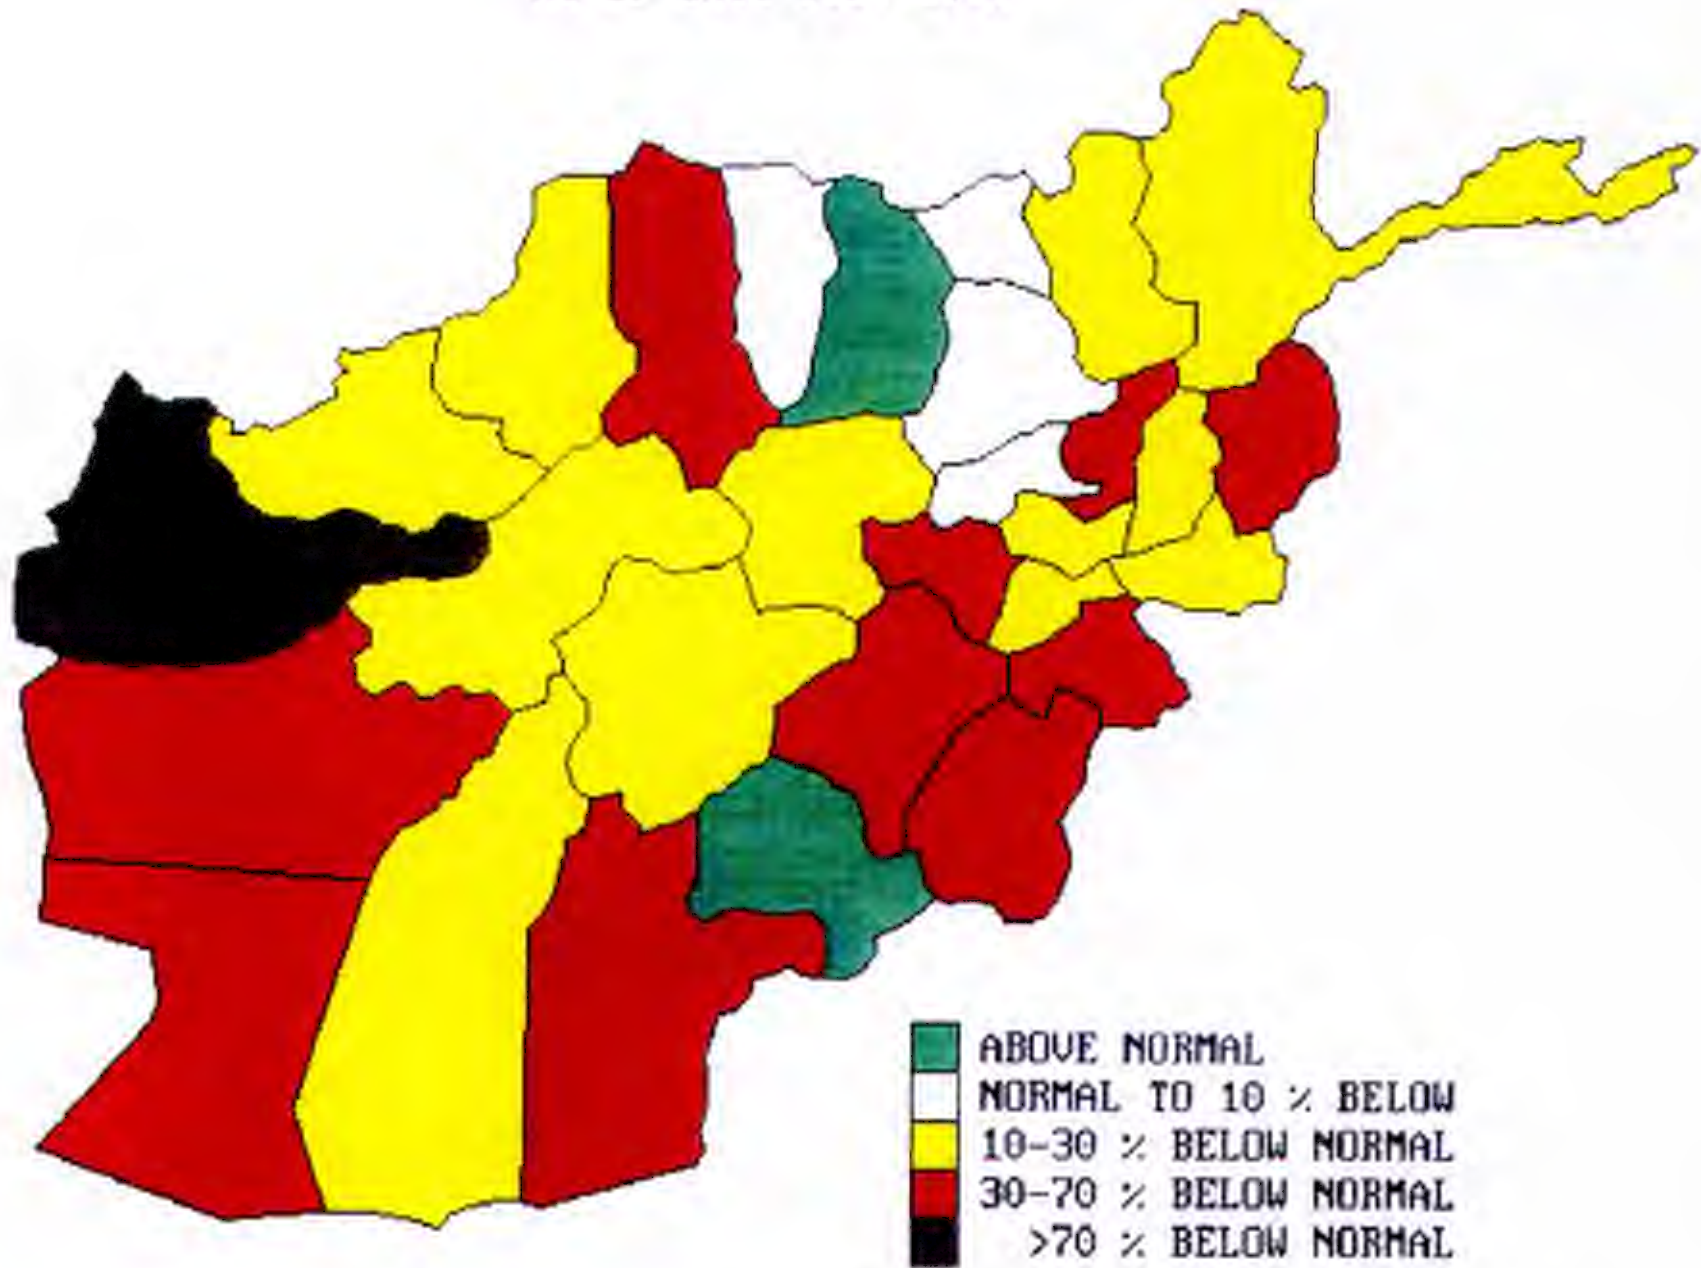 ABOVE NORMAL
NORMAL TO 10 % BELOW
10-30 % BELOW NORMAL
30-70 % BELOW NORMAL
>70 % BELOW NORMAL